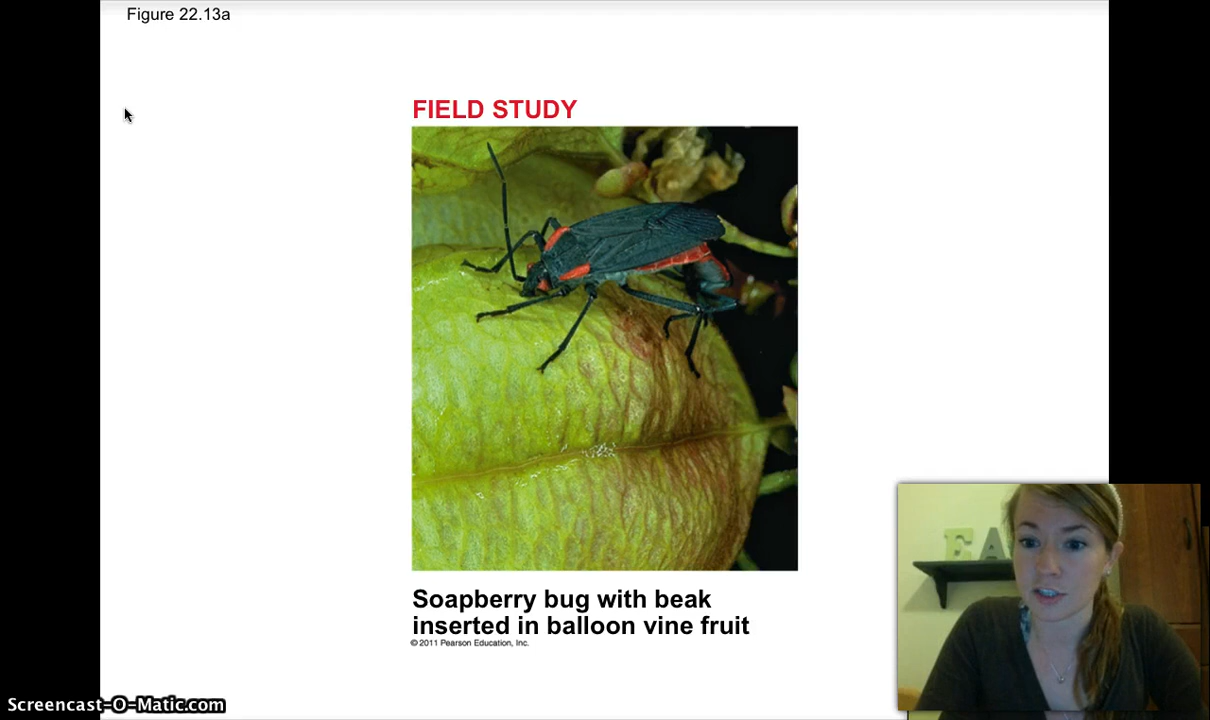 Figure 22.13a
FIELD STUDY
Soapberry bug with beak
inserted in balloon vine fruit
© 2011 Pearson Education, Inc.
EA
Screencast-O-Matic.com